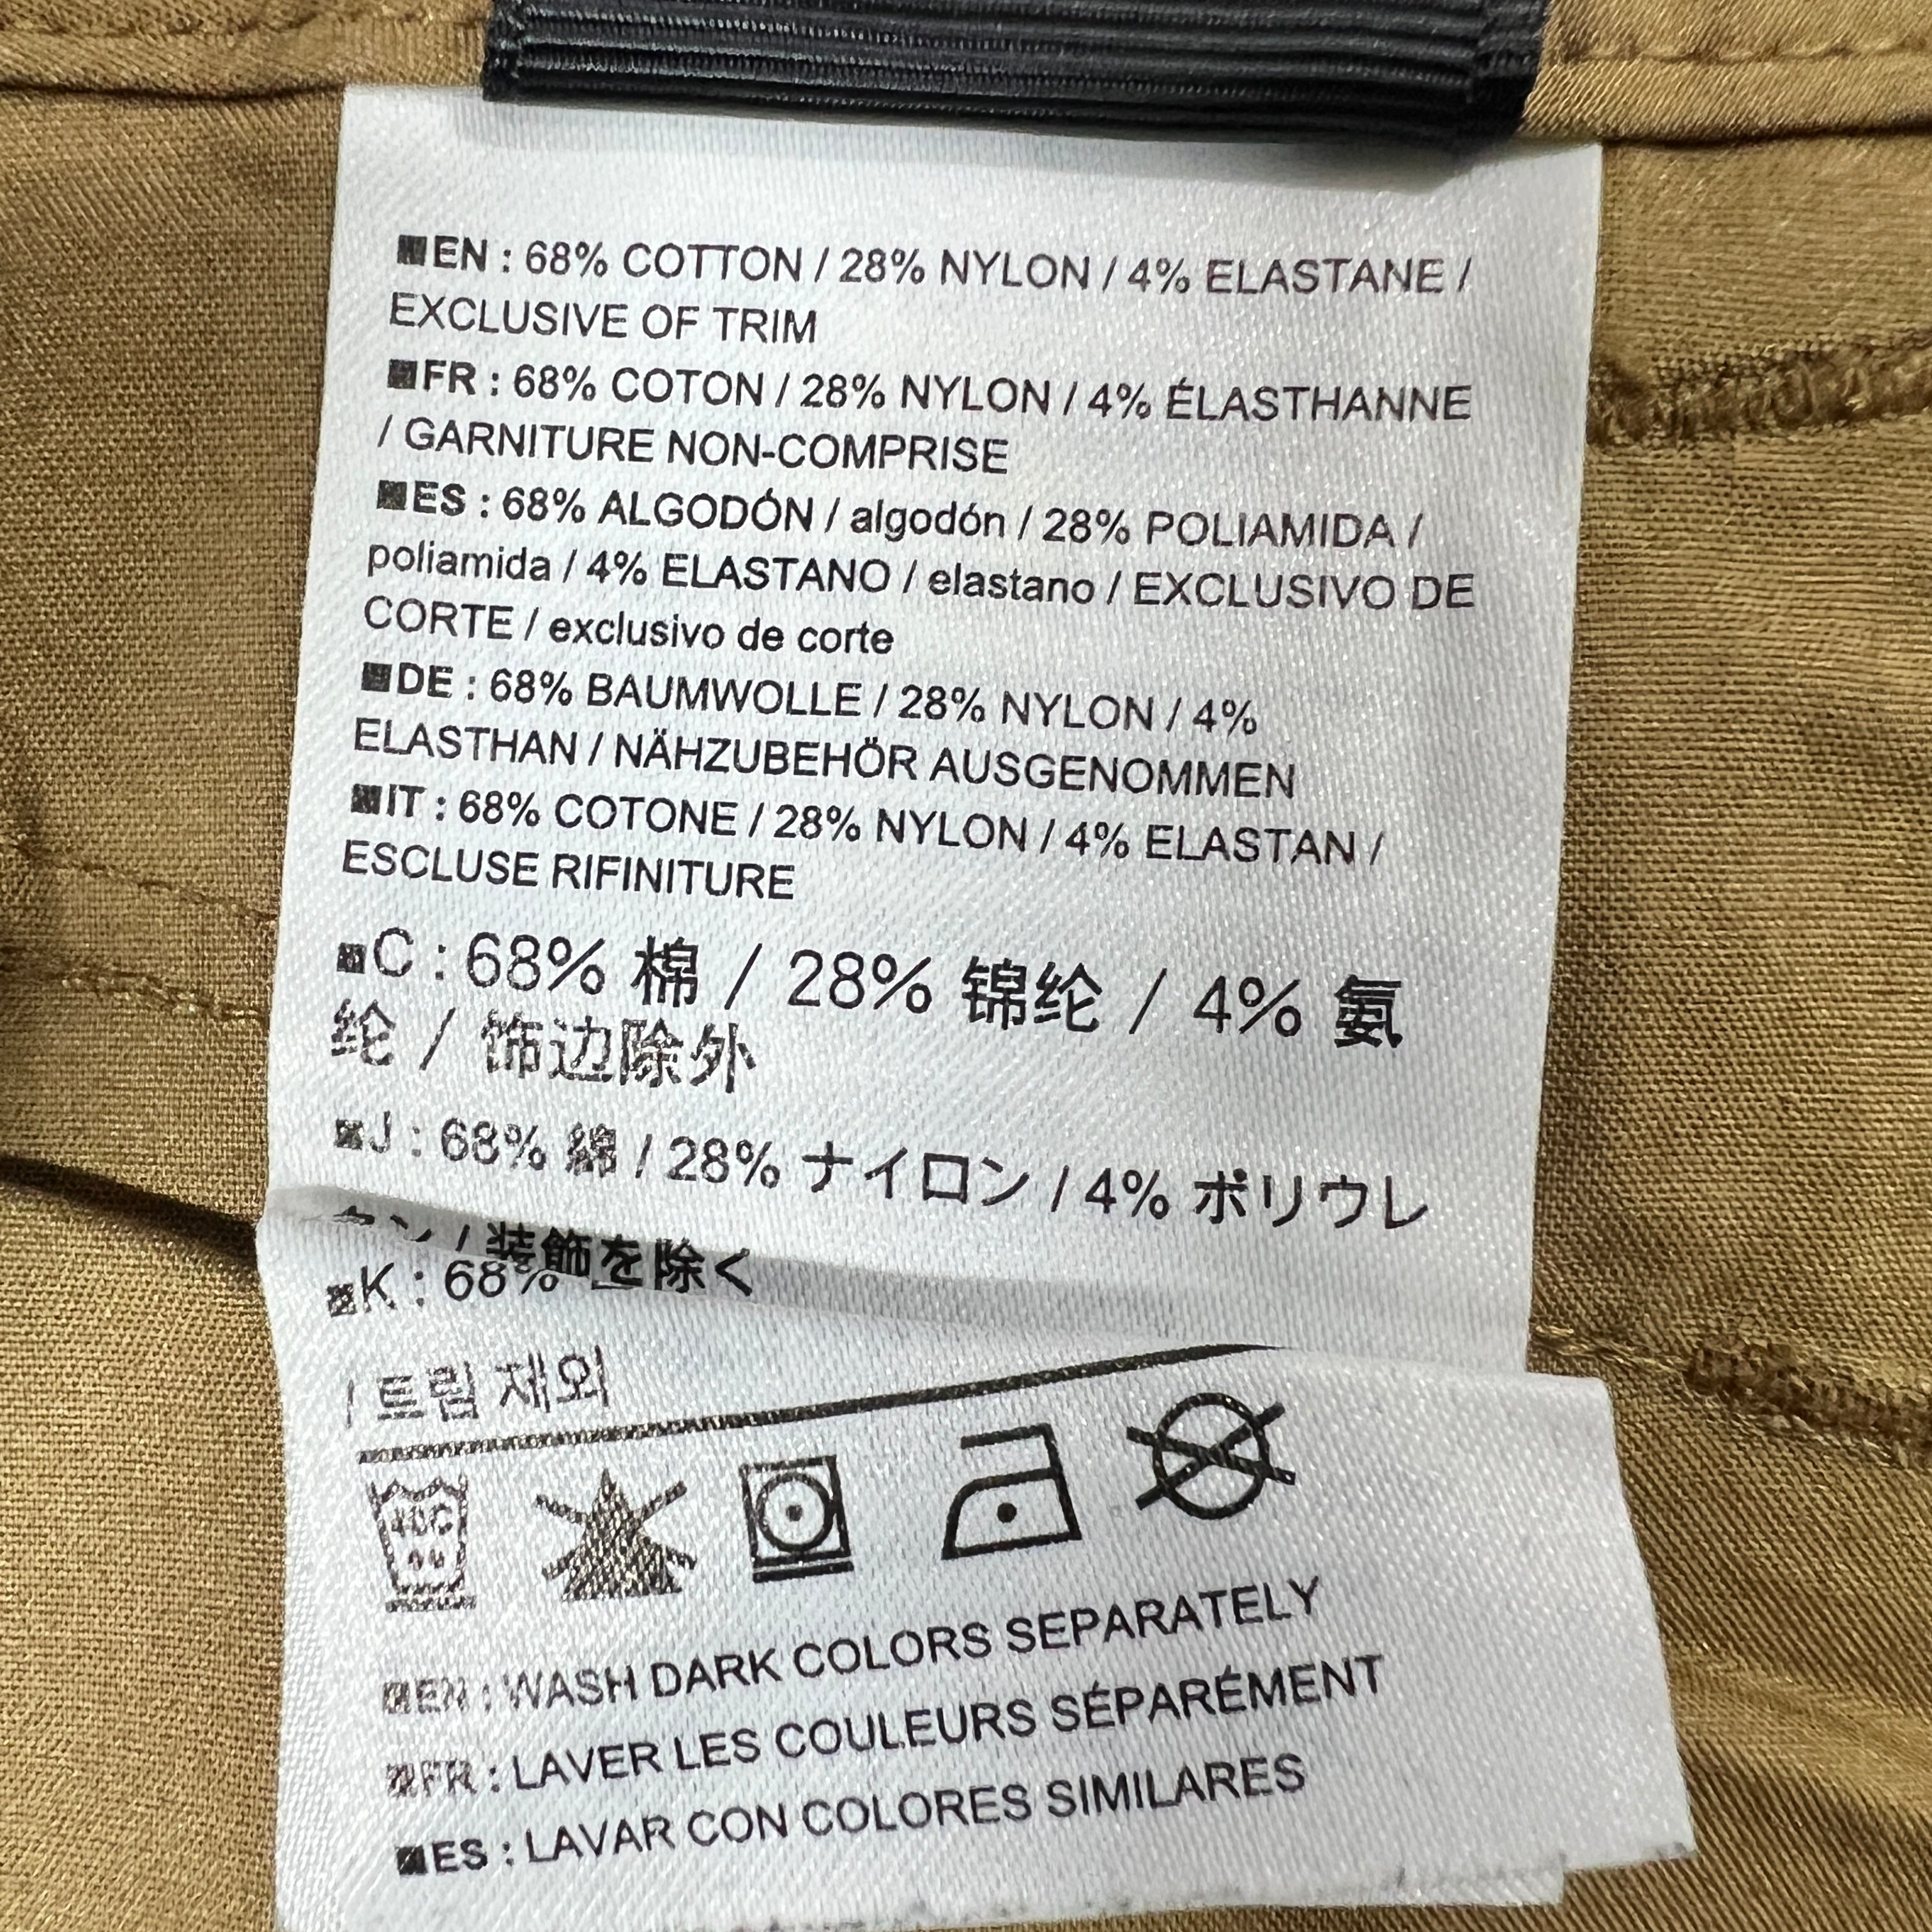 ■EN : 68% COTTON / 28% NYLON / 4% ELASTANE /
EXCLUSIVE OF TRIM
■FR : 68% COTON / 28% NYLON / 4% ÉLASTHANNE
/ GARNITURE NON-COMPRISE
■ES : 68% ALGODÓN / algodón / 28% POLIAMIDA /
poliamida / 4% ELASTANO / elastano / EXCLUSIVO DE
CORTE / exclusivo de corte
■DE : 68% BAUMWOLLE / 28% NYLON / 4%
ELASTHAN / NÄHZUBEHÖR AUSGENOMMEN
■IT : 68% COTONE / 28% NYLON / 4% ELASTAN /
ESCLUSE RIFINITURE
■C : 68% 棉 / 28% 锦纶 / 4% 氨
纶 / 饰边除外
■J : 68% 綿 / 28% ナイロン / 4% ポリウレ
タン / 装飾を除く
■K : 68%
/ 트림 제외
40C
■EN : WASH DARK COLORS SEPARATELY
■FR : LAVER LES COULEURS SÉPARÉMENT
■ES : LAVAR CON COLORES SIMILARES